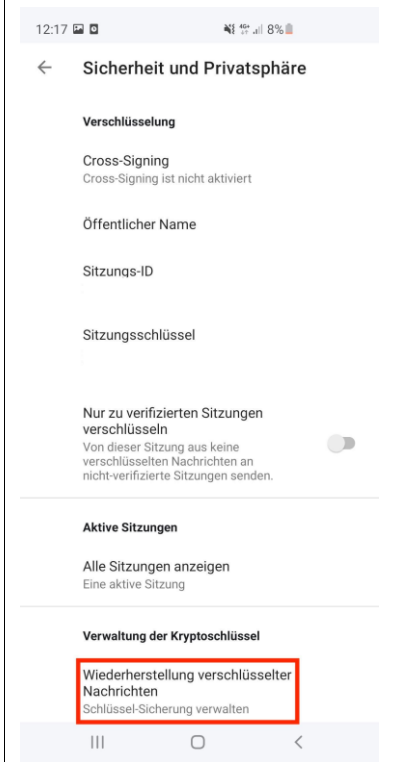 12:17 4G+ 8%
Sicherheit und Privatsphäre
Verschlüsselung
Cross-Signing
Cross-Signing ist nicht aktiviert
Öffentlicher Name
Sitzungs-ID
Sitzungsschlüssel
Nur zu verifizierten Sitzungen
verschlüsseln
Von dieser Sitzung aus keine
verschlüsselten Nachrichten an
nicht-verifizierte Sitzungen senden.
Aktive Sitzungen
Alle Sitzungen anzeigen
Eine aktive Sitzung
Verwaltung der Kryptoschlüssel
Wiederherstellung verschlüsselter
Nachrichten
Schlüssel-Sicherung verwalten